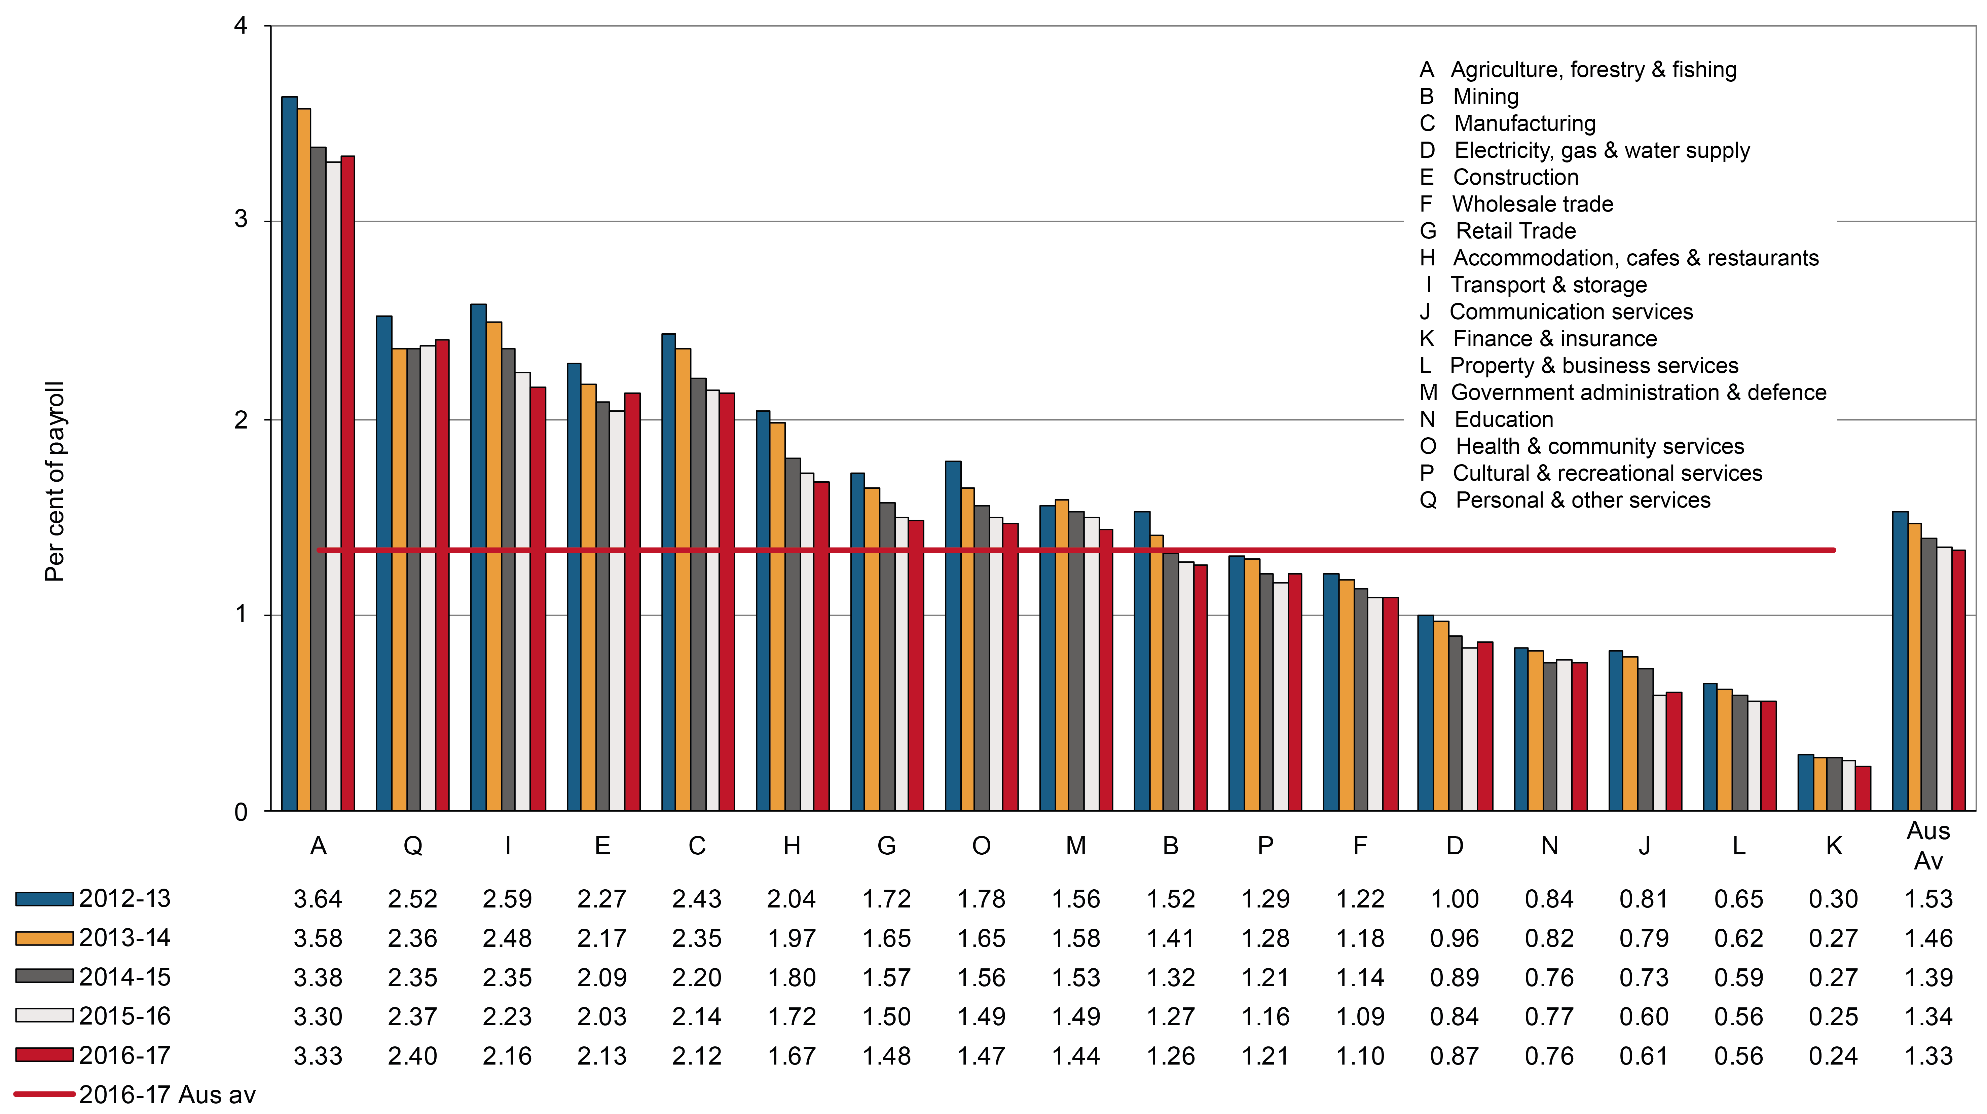 4
3
2
1
0
Per cent of payroll
A Agriculture, forestry & fishing
B Mining
C Manufacturing
D Electricity, gas & water supply
E Construction
F Wholesale trade
G Retail Trade
H Accommodation, cafes & restaurants
I Transport & storage
J Communication services
K Finance & insurance
L Property & business services
M Government administration & defence
N Education
O Health & community services
P Cultural & recreational services
Q Personal & other services
A Q I E C H G O M B P F D N J L K Aus
Av
2012-13 3.64 2.52 2.59 2.27 2.43 2.04 1.72 1.78 1.56 1.52 1.29 1.22 1.00 0.84 0.81 0.65 0.30 1.53
2013-14 3.58 2.36 2.48 2.17 2.35 1.97 1.65 1.65 1.58 1.41 1.28 1.18 0.96 0.82 0.79 0.62 0.27 1.46
2014-15 3.38 2.35 2.35 2.09 2.20 1.80 1.57 1.56 1.53 1.32 1.21 1.14 0.89 0.76 0.73 0.59 0.27 1.39
2015-16 3.30 2.37 2.23 2.03 2.14 1.72 1.50 1.49 1.49 1.27 1.16 1.09 0.84 0.77 0.60 0.56 0.25 1.34
2016-17 3.33 2.40 2.16 2.13 2.12 1.67 1.48 1.47 1.44 1.26 1.21 1.10 0.87 0.76 0.61 0.56 0.24 1.33
2016-17 Aus av